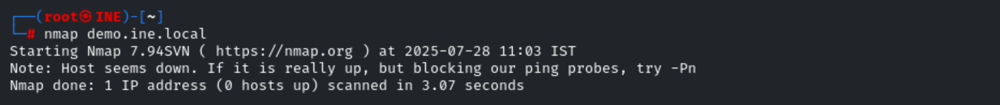 ┌──(root㉿INE)-[~]
└─# nmap demo.ine.local
Starting Nmap 7.94SVN ( https://nmap.org ) at 2025-07-28 11:03 IST
Note: Host seems down. If it is really up, but blocking our ping probes, try -Pn
Nmap done: 1 IP address (0 hosts up) scanned in 3.07 seconds